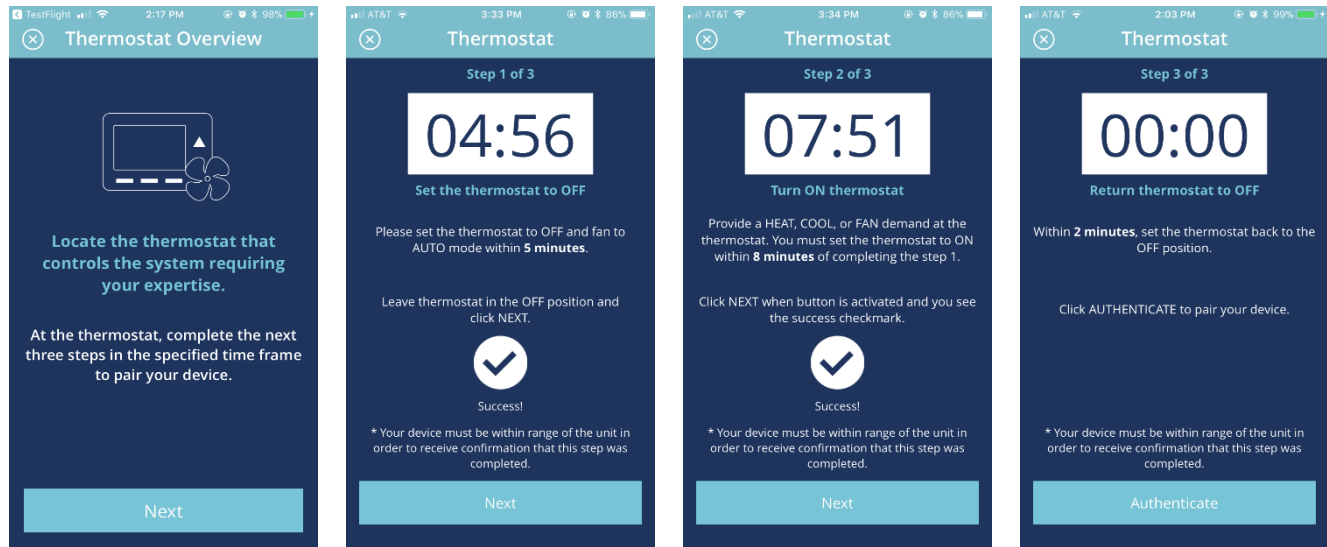 TestFlight 2:17 PM 98%
Thermostat Overview
Locate the thermostat that
controls the system requiring
your expertise.
At the thermostat, complete the next
three steps in the specified time frame
to pair your device.
Next
AT&T 3:33 PM 86%
Thermostat
Step 1 of 3
04:56
Set the thermostat to OFF
Please set the thermostat to OFF and fan to
AUTO mode within 5 minutes.
Leave thermostat in the OFF position and
click NEXT.
Success!
* Your device must be within range of the unit in
order to receive confirmation that this step was
completed.
Next
AT&T 3:34 PM 86%
Thermostat
Step 2 of 3
07:51
Turn ON thermostat
Provide a HEAT, COOL, or FAN demand at the
thermostat. You must set the thermostat to ON
within 8 minutes of completing the step 1.
Click NEXT when button is activated and you see
the success checkmark.
Success!
* Your device must be within range of the unit in
order to receive confirmation that this step was
completed.
Next
AT&T 2:03 PM 99%
Thermostat
Step 3 of 3
00:00
Return thermostat to OFF
Within 2 minutes, set the thermostat back to the
OFF position.
Click AUTHENTICATE to pair your device.
* Your device must be within range of the unit in
order to receive confirmation that this step was
completed.
Authenticate